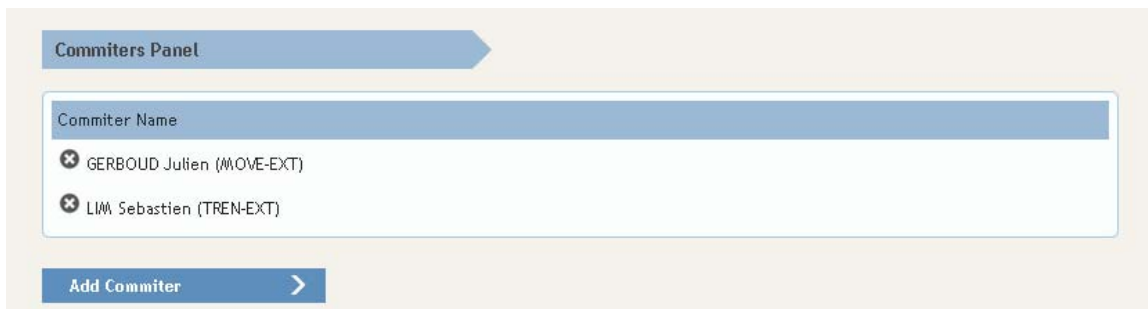 Commiters Panel
Commiter Name
GERBOUD Julien (MOVE-EXT)
LIM Sebastien (TREN-EXT)
Add Commiter